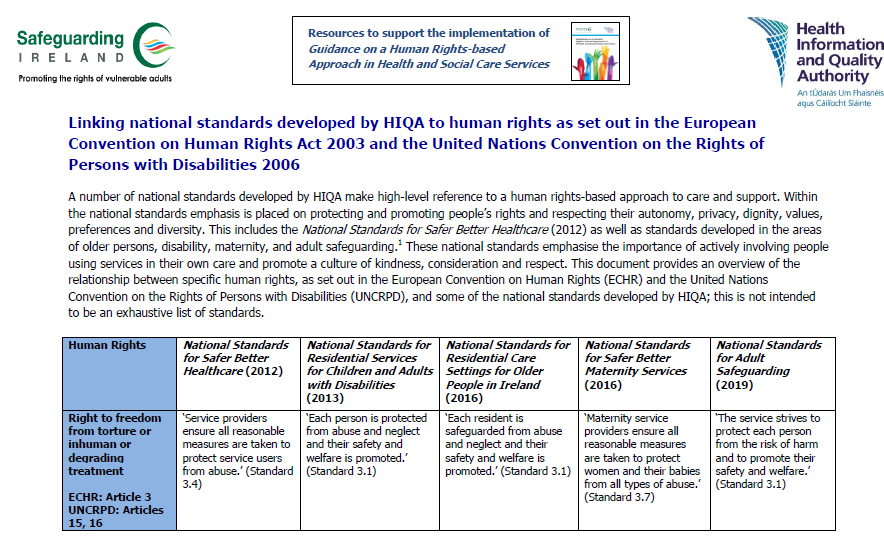 Safeguarding
IRELAND
Promoting the rights of vulnerable adults
Resources to support the implementation of
Guidance on a Human Rights-based
Approach in Health and Social Care Services
Health
Information
and Quality
Authority
An tÚdarás Um Fhaisnéis
agus Cáilíocht Sláinte
Linking national standards developed by HIQA to human rights as set out in the European
Convention on Human Rights Act 2003 and the United Nations Convention on the Rights of
Persons with Disabilities 2006
A number of national standards developed by HIQA make high-level reference to a human rights-based approach to care and support. Within
the national standards emphasis is placed on protecting and promoting people's rights and respecting their autonomy, privacy, dignity, values,
preferences and diversity. This includes the National Standards for Safer Better Healthcare (2012) as well as standards developed in the areas
of older persons, disability, maternity, and adult safeguarding.1 These national standards emphasise the importance of actively involving people
using services in their own care and promote a culture of kindness, consideration and respect. This document provides an overview of the
relationship between specific human rights, as set out in the European Convention on Human Rights (ECHR) and the United Nations
Convention on the Rights of Persons with Disabilities (UNCRPD), and some of the national standards developed by HIQA; this is not intended
to be an exhaustive list of standards.
Human Rights
National Standards
for Safer Better
Healthcare (2012)
National Standards for
Residential Services
for Children and Adults
with Disabilities
(2013)
National Standards for
Residential Care
Settings for Older
People in Ireland
(2016)
National Standards
for Safer Better
Maternity Services
(2016)
National Standards
for Adult
Safeguarding
(2019)
Right to freedom
from torture or
inhuman or
degrading
treatment
ECHR: Article 3
UNCRPD: Articles
15, 16
'Service providers
ensure all reasonable
measures are taken to
protect service users
from abuse.' (Standard
3.4)
'Each person is protected
from abuse and neglect
and their safety and
welfare is promoted.'
(Standard 3.1)
'Each resident is
safeguarded from abuse
and neglect and their
safety and welfare is
promoted.' (Standard 3.1)
'Maternity service
providers ensure all
reasonable measures
are taken to protect
women and their babies
from all types of abuse.'
(Standard 3.7)
'The service strives to
protect each person
from the risk of harm
and to promote their
safety and welfare.'
(Standard 3.1)